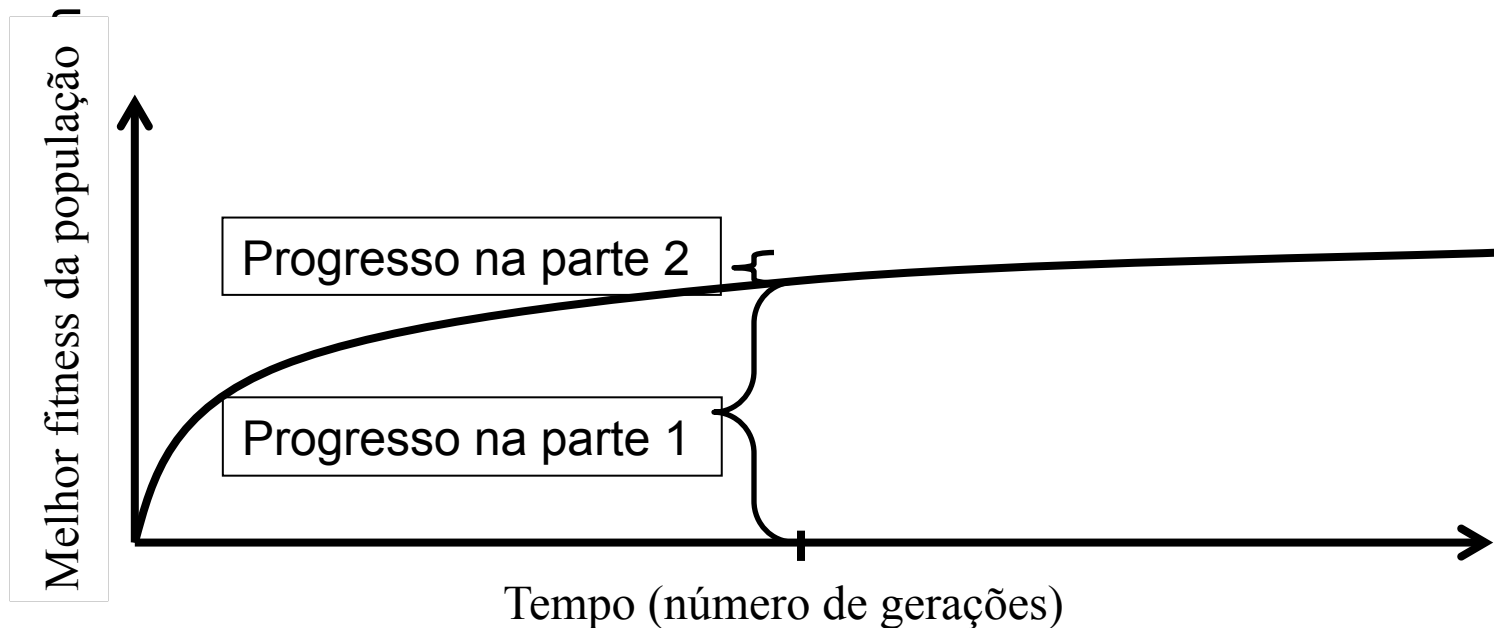 Melhor fitness da população
Progresso na parte 2
Progresso na parte 1
Tempo (número de gerações)